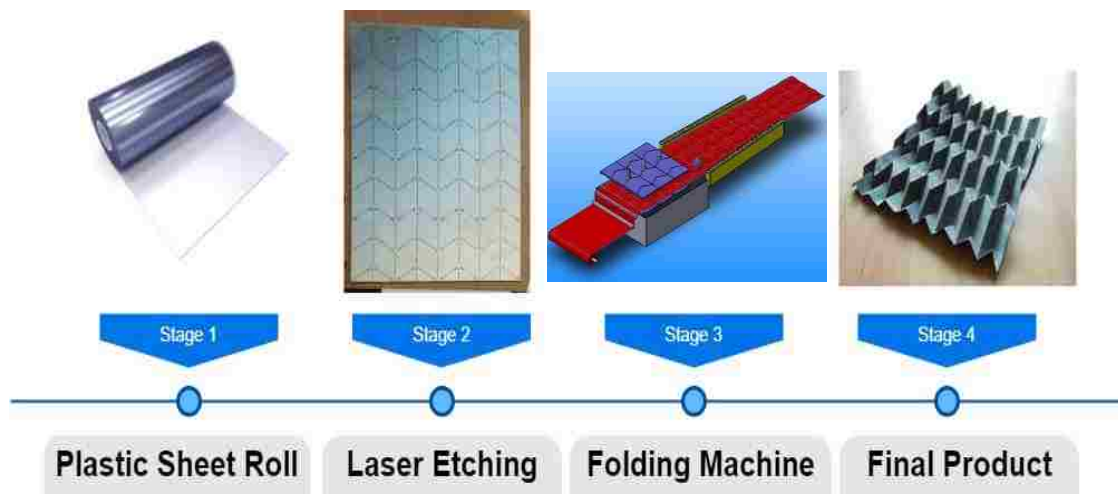 Stage 1
Stage 2
Stage 3
Stage 4
Plastic Sheet Roll
Laser Etching
Folding Machine
Final Product